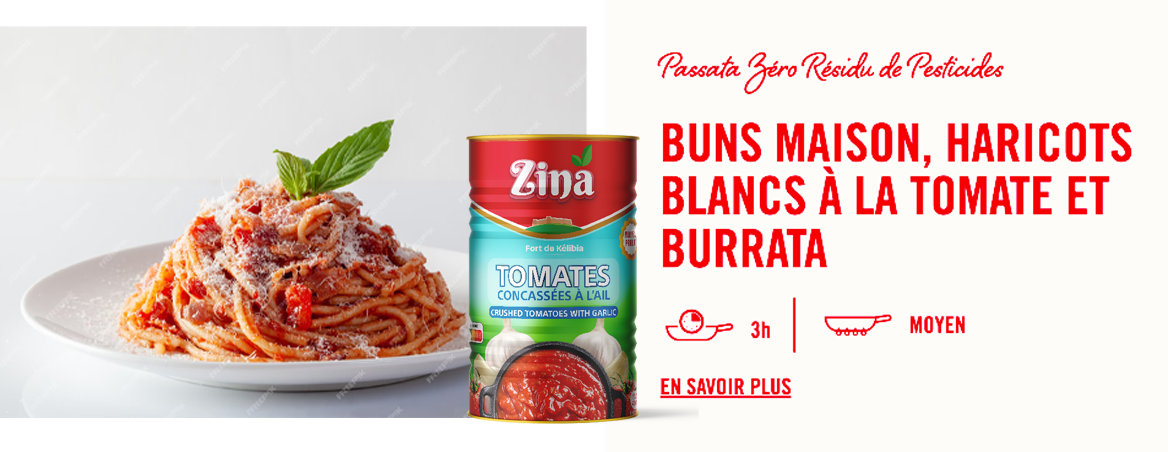 Passata Zéro Résidu de Pesticides
BUNS MAISON, HARICOTS
BLANCS À LA TOMATE ET
BURRATA
3h
MOYEN
EN SAVOIR PLUS
Zina
Fort de Kélibia
TOMATES
CONCASSÉES À L'AIL
CRUSHED TOMATOES WITH GARLIC